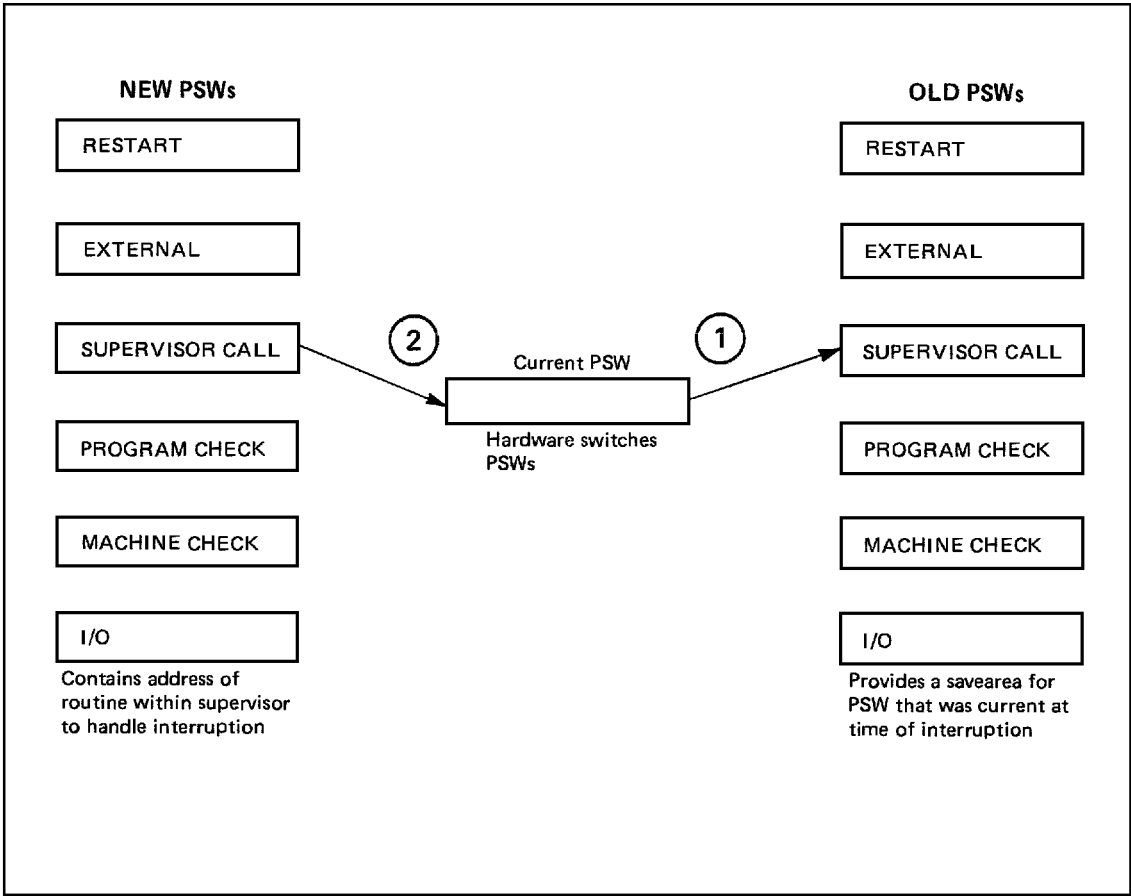 NEW PSWs
RESTART
EXTERNAL
SUPERVISOR CALL
PROGRAM CHECK
MACHINE CHECK
I/O
Contains address of
routine within supervisor
to handle interruption
2
Current PSW
Hardware switches
PSWs
1
OLD PSWs
RESTART
EXTERNAL
SUPERVISOR CALL
PROGRAM CHECK
MACHINE CHECK
I/O
Provides a savearea for
PSW that was current at
time of interruption